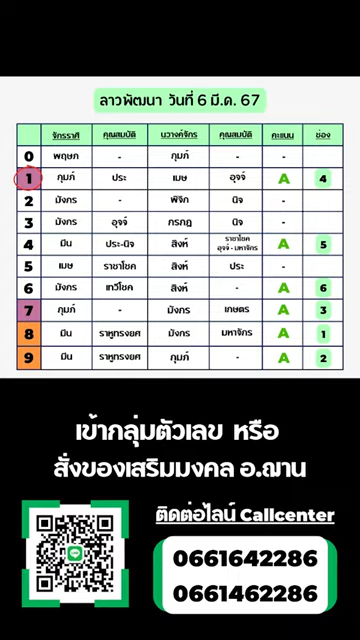 ลาวพัฒนา วันที่ 6 มี.ค. 67
จักรราศี คุณสมบัติ นวางค์จักร คุณสมบัติ คะแนน ช่อง
0 พฤษภ - กุมภ์ - -
1 กุมภ์ ประ เมษ อุจจ์ A 4
2 มังกร - พิจิก นิจ -
3 มังกร อุจจ์ กรกฎ นิจ -
4 มีน ประ-นิจ สิงห์ ราชาโชค อุจจ์ - มหาจักร A 5
5 เมษ ราชาโชค สิงห์ ประ -
6 มังกร เทวีโชค สิงห์ - A 6
7 กุมภ์ - มังกร เกษตร A 3
8 มีน ราหูทรงยศ มังกร มหาจักร A 1
9 มีน ราหูทรงยศ กุมภ์ - A 2
เข้ากลุ่มตัวเลข หรือ
สั่งของเสริมมงคล อ.ฌาน
ติดต่อไลน์ Callcenter
LINE
0661642286
0661462286